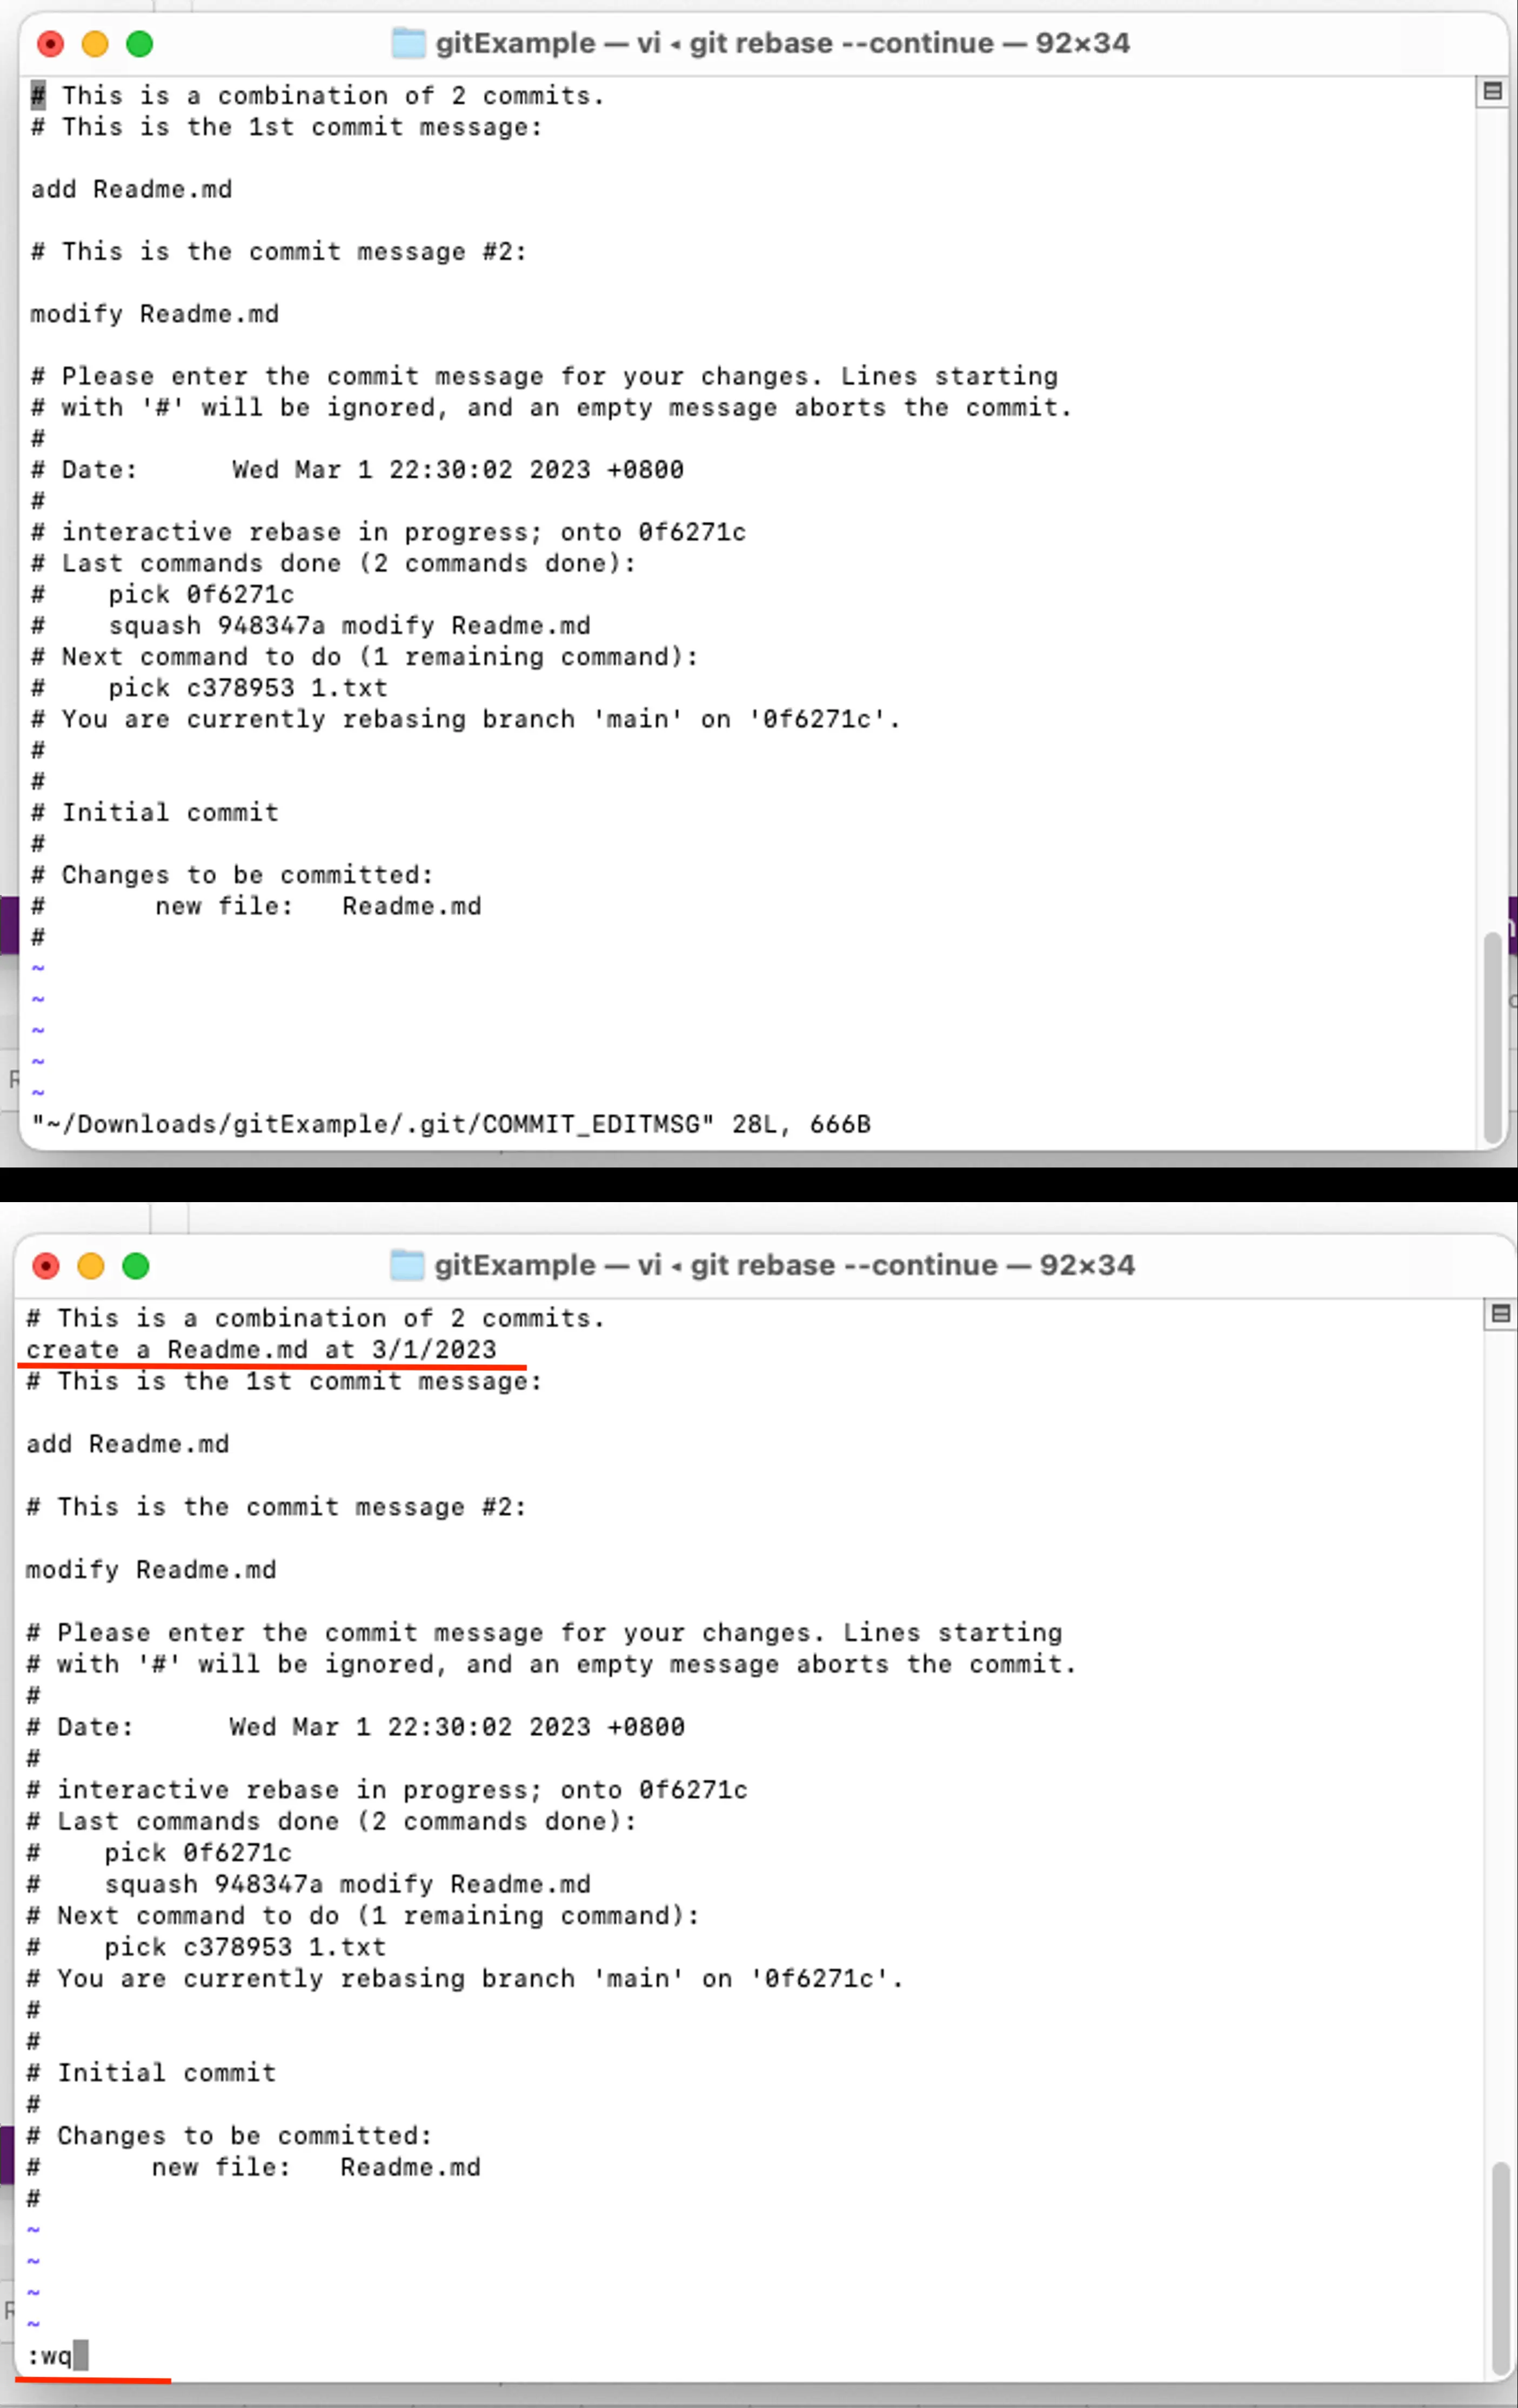 gitExample — vi ◂ git rebase --continue — 92×34
# This is a combination of 2 commits.
# This is the 1st commit message:
add Readme.md
# This is the commit message #2:
modify Readme.md
# Please enter the commit message for your changes. Lines starting
# with '#' will be ignored, and an empty message aborts the commit.
#
# Date:      Wed Mar 1 22:30:02 2023 +0800
#
# interactive rebase in progress; onto 0f6271c
# Last commands done (2 commands done):
#    pick 0f6271c
#    squash 948347a modify Readme.md
# Next command to do (1 remaining command):
#    pick c378953 1.txt
# You are currently rebasing branch 'main' on '0f6271c'.
#
#
# Initial commit
#
# Changes to be committed:
#       new file:   Readme.md
#
~
~
~
~
~
"~/Downloads/gitExample/.git/COMMIT_EDITMSG" 28L, 666B
gitExample — vi ◂ git rebase --continue — 92×34
# This is a combination of 2 commits.
create a Readme.md at 3/1/2023
# This is the 1st commit message:
add Readme.md
# This is the commit message #2:
modify Readme.md
# Please enter the commit message for your changes. Lines starting
# with '#' will be ignored, and an empty message aborts the commit.
#
# Date:      Wed Mar 1 22:30:02 2023 +0800
#
# interactive rebase in progress; onto 0f6271c
# Last commands done (2 commands done):
#    pick 0f6271c
#    squash 948347a modify Readme.md
# Next command to do (1 remaining command):
#    pick c378953 1.txt
# You are currently rebasing branch 'main' on '0f6271c'.
#
#
# Initial commit
#
# Changes to be committed:
#       new file:   Readme.md
#
~
~
~
~
:wq